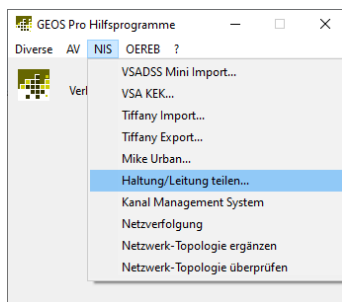 GEOS Pro Hilfsprogramme
Diverse AV NIS OEREB ?
VSADSS Mini Import...
VSA KEK...
Tiffany Import...
Tiffany Export...
Mike Urban...
Haltung/Leitung teilen...
Kanal Management System
Netzverfolgung
Netzwerk-Topologie ergänzen
Netzwerk-Topologie überprüfen